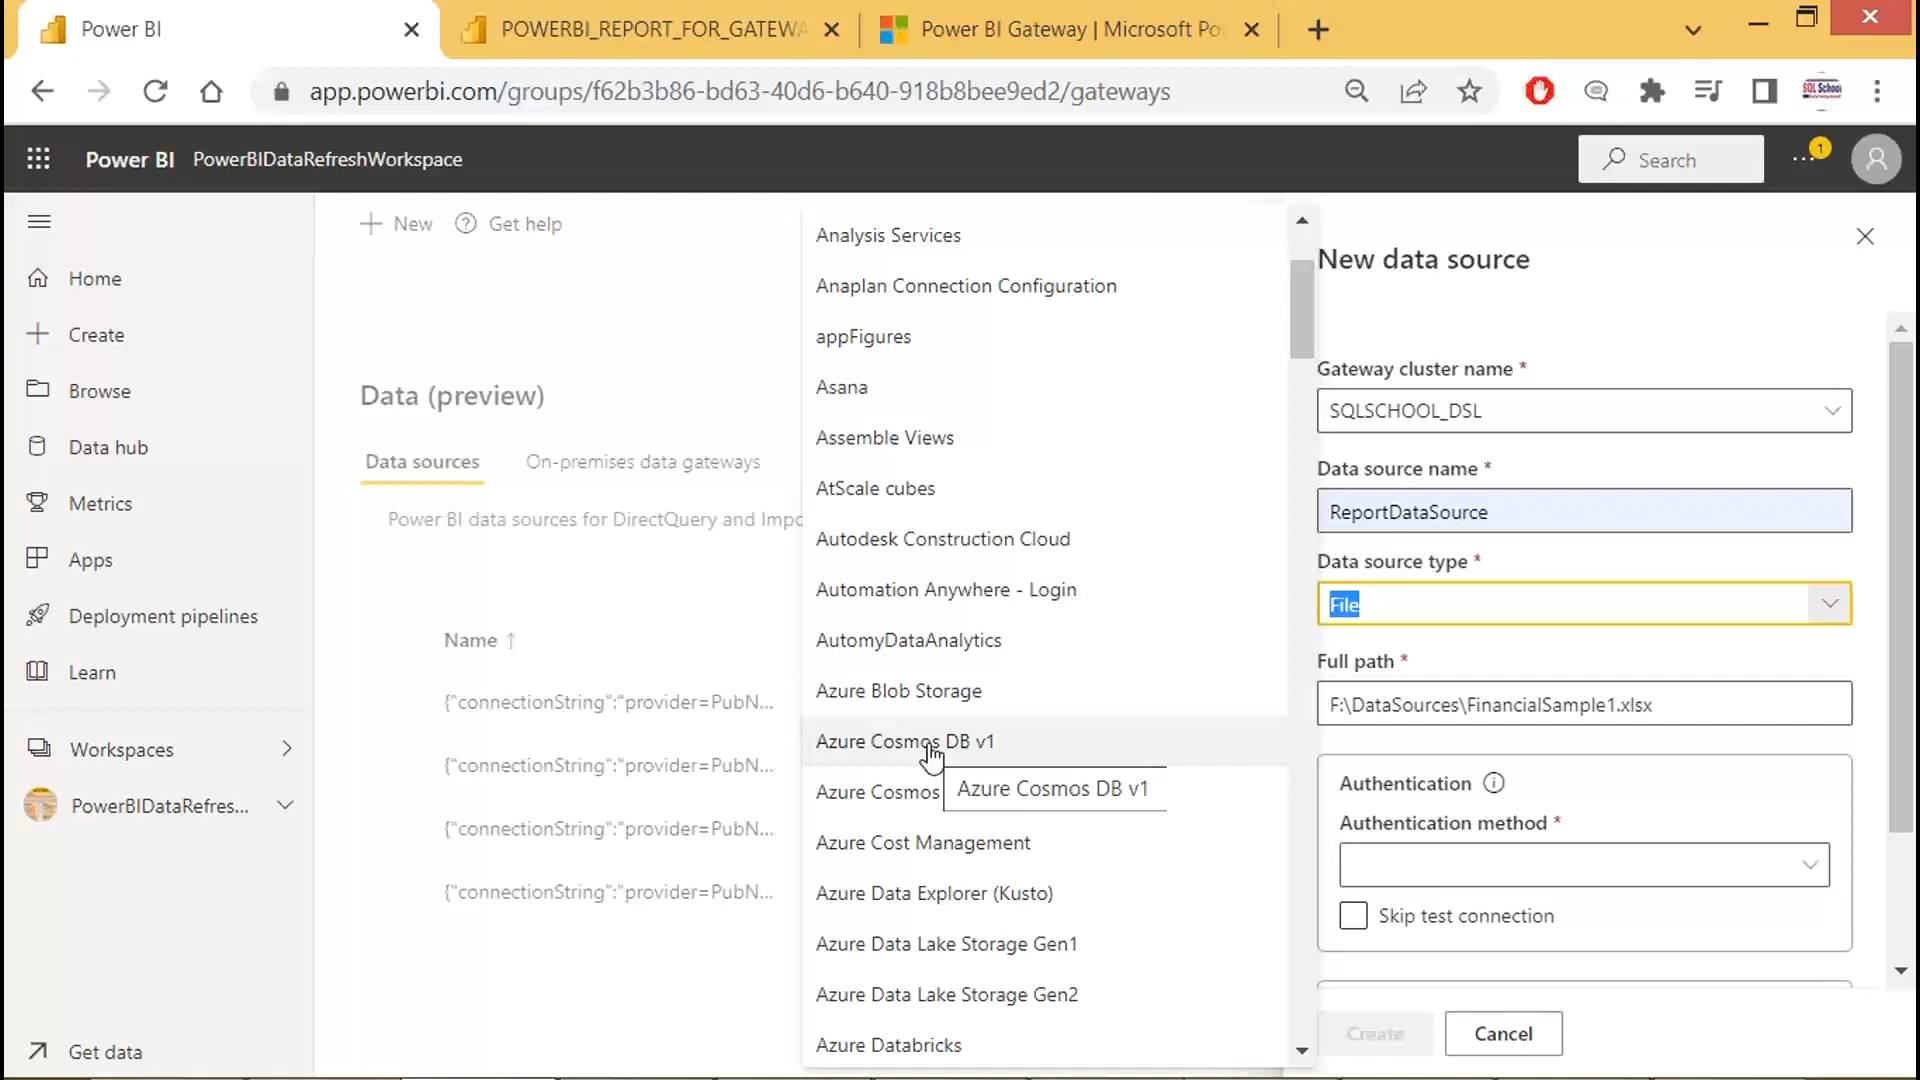 Power BI
POWERBI_REPORT_FOR_GATEWA
Power BI Gateway | Microsoft Po
app.powerbi.com/groups/f62b3b86-bd63-40d6-b640-918b8bee9ed2/gateways
SQL School
Power BI PowerBIDataRefreshWorkspace
Search
1
Home
Create
Browse
Data hub
Metrics
Apps
Deployment pipelines
Learn
Workspaces
PowerBIDataRefres...
Get data
New
Get help
Data (preview)
Data sources
On-premises data gateways
Power BI data sources for DirectQuery and Impo
Name ↑
{"connectionString":"provider=PubN...
{"connectionString":"provider=PubN...
{"connectionString":"provider=PubN...
{"connectionString":"provider=PubN...
Analysis Services
Anaplan Connection Configuration
appFigures
Asana
Assemble Views
AtScale cubes
Autodesk Construction Cloud
Automation Anywhere - Login
AutomyDataAnalytics
Azure Blob Storage
Azure Cosmos DB v1
Azure Cosmos
Azure Cosmos DB v1
Azure Cost Management
Azure Data Explorer (Kusto)
Azure Data Lake Storage Gen1
Azure Data Lake Storage Gen2
Azure Databricks
New data source
Gateway cluster name *
SQLSCHOOL_DSL
Data source name *
ReportDataSource
Data source type *
File
Full path *
F:\DataSources\FinancialSample1.xlsx
Authentication
Authentication method *
Skip test connection
Create
Cancel